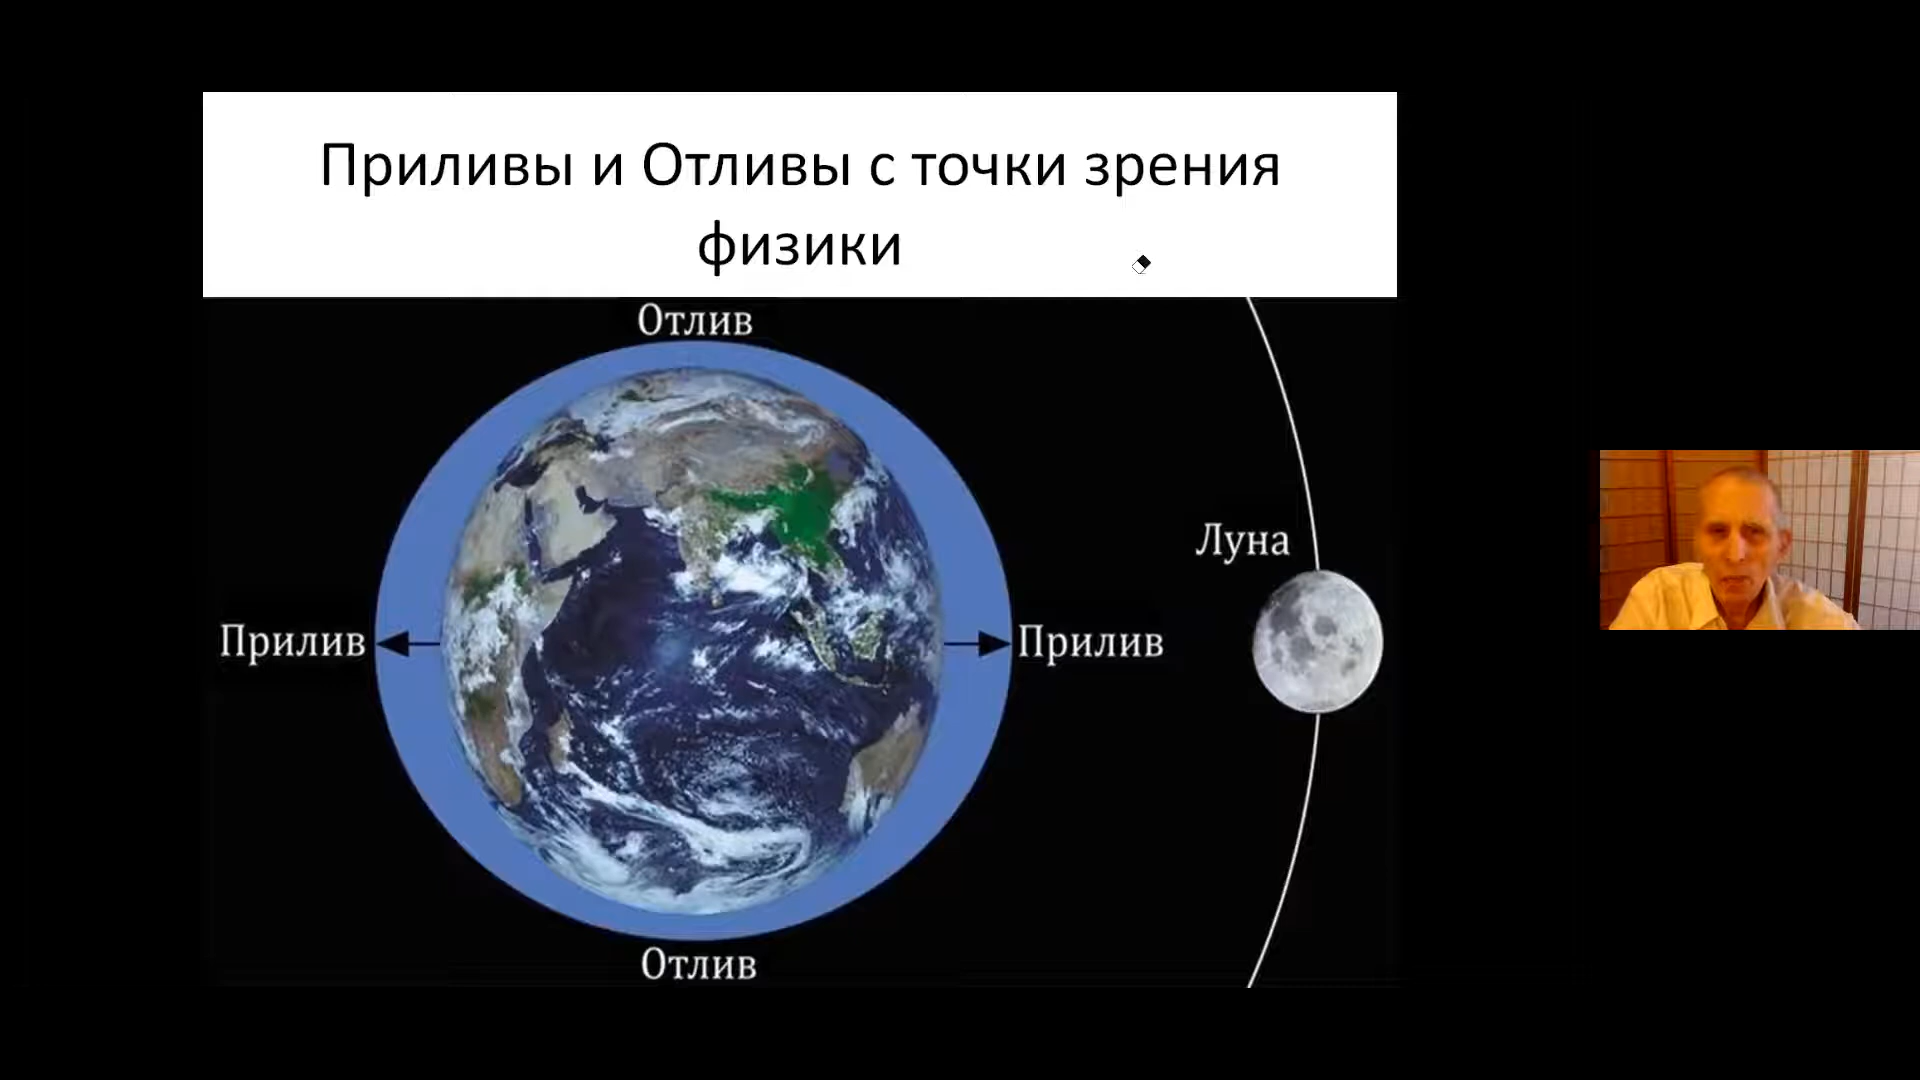 Приливы и Отливы с точки зрения
физики
Отлив
Луна
Прилив
Прилив
Отлив